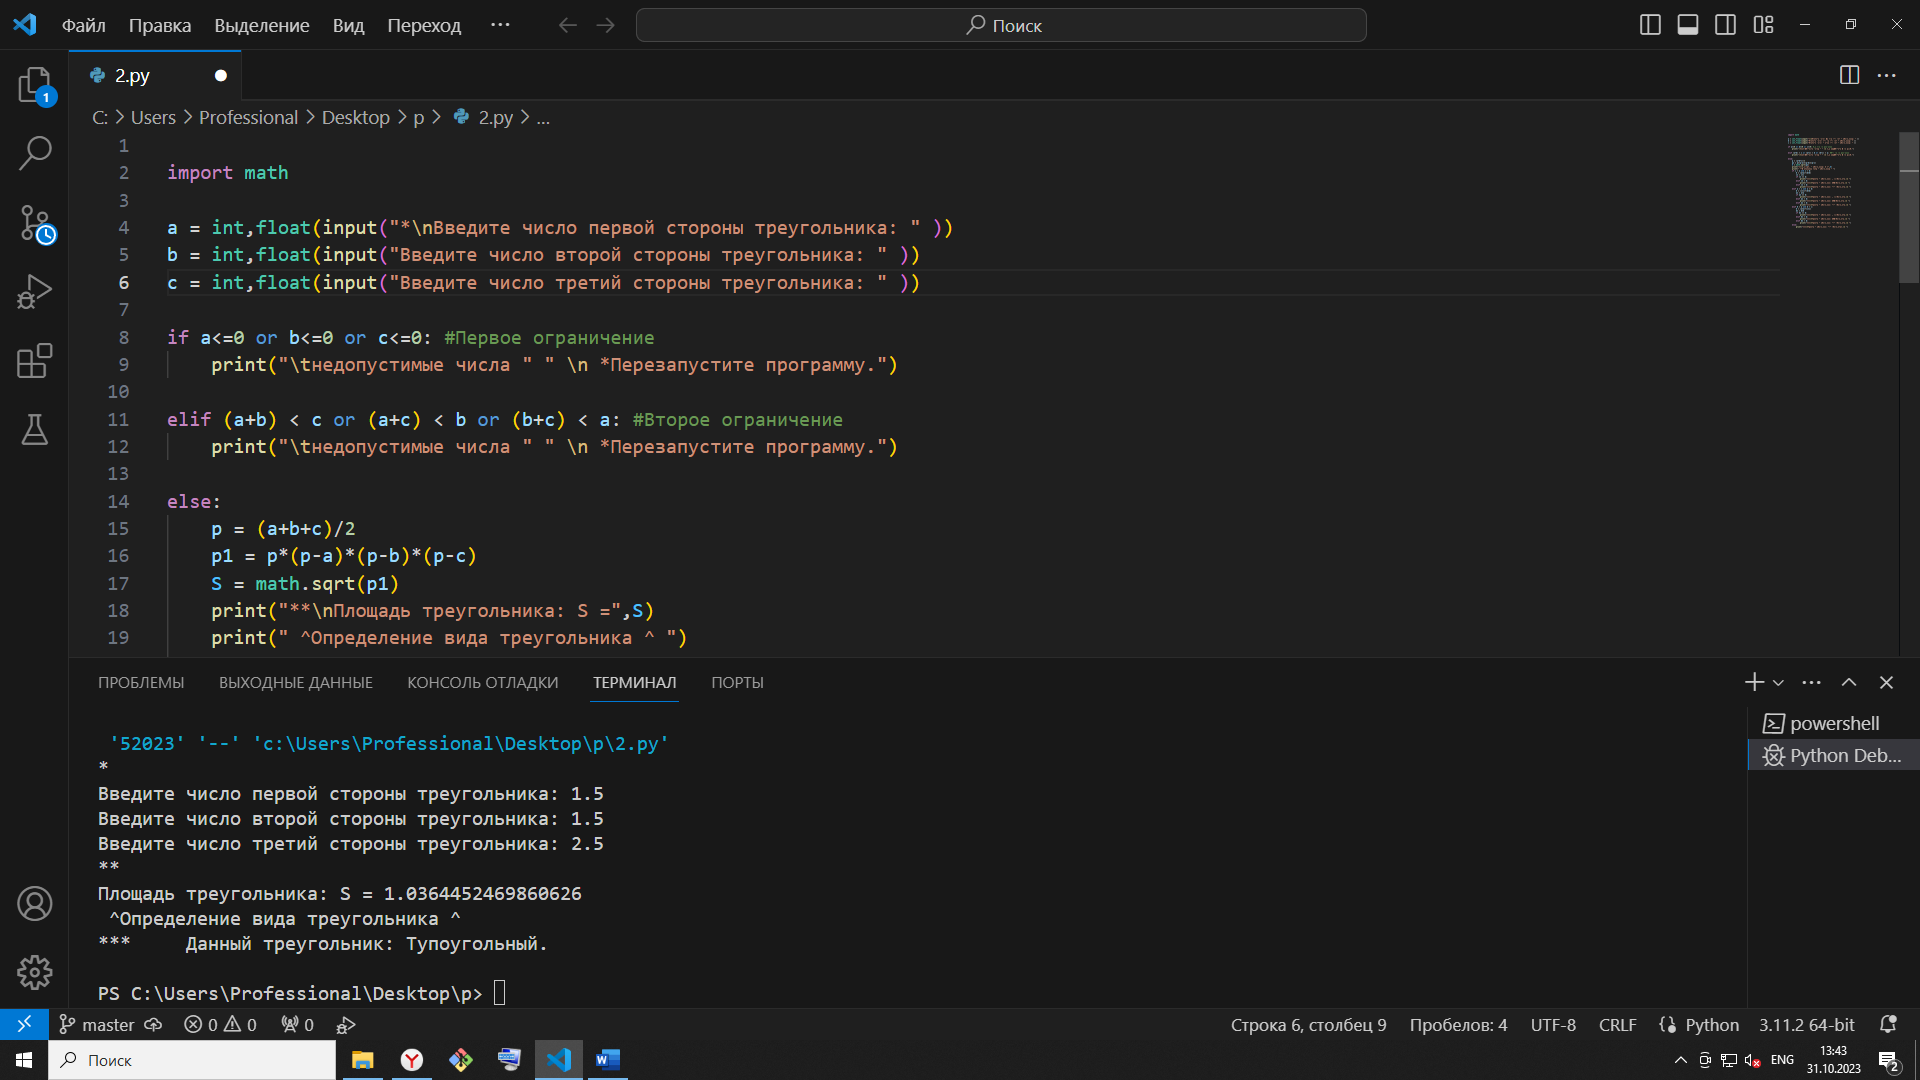 Файл Правка Выделение Вид Переход ··· Поиск
2.py
C: > Users > Professional > Desktop > p > 2.py > ...
1
2 import math
3
4 a = int,float(input("*\nВведите число первой стороны треугольника: " ))
5 b = int,float(input("Введите число второй стороны треугольника: " ))
6 c = int,float(input("Введите число третий стороны треугольника: " ))
7
8 if a<=0 or b<=0 or c<=0: #Первое ограничение
9 print("\tнедопустимые числа " " \n *Перезапустите программу.")
10
11 elif (a+b) < c or (a+c) < b or (b+c) < a: #Второе ограничение
12 print("\tнедопустимые числа " " \n *Перезапустите программу.")
13
14 else:
15 p = (a+b+c)/2
16 p1 = p*(p-a)*(p-b)*(p-c)
17 S = math.sqrt(p1)
18 print("**\nПлощадь треугольника: S =",S)
19 print(" ^Определение вида треугольника ^ ")
ПРОБЛЕМЫ ВЫХОДНЫЕ ДАННЫЕ КОНСОЛЬ ОТЛАДКИ ТЕРМИНАЛ ПОРТЫ
powershell
Python Deb...
'52023' '--' 'c:\Users\Professional\Desktop\p\2.py'
*
Введите число первой стороны треугольника: 1.5
Введите число второй стороны треугольника: 1.5
Введите число третий стороны треугольника: 2.5
**
Площадь треугольника: S = 1.0364452469860626
^Определение вида треугольника ^
*** Данный треугольник: Тупоугольный.
PS C:\Users\Professional\Desktop\p>
master 0 0 0 Строка 6, столбец 9 Пробелов: 4 UTF-8 CRLF Python 3.11.2 64-bit
Поиск ENG 13:43
31.10.2023 2